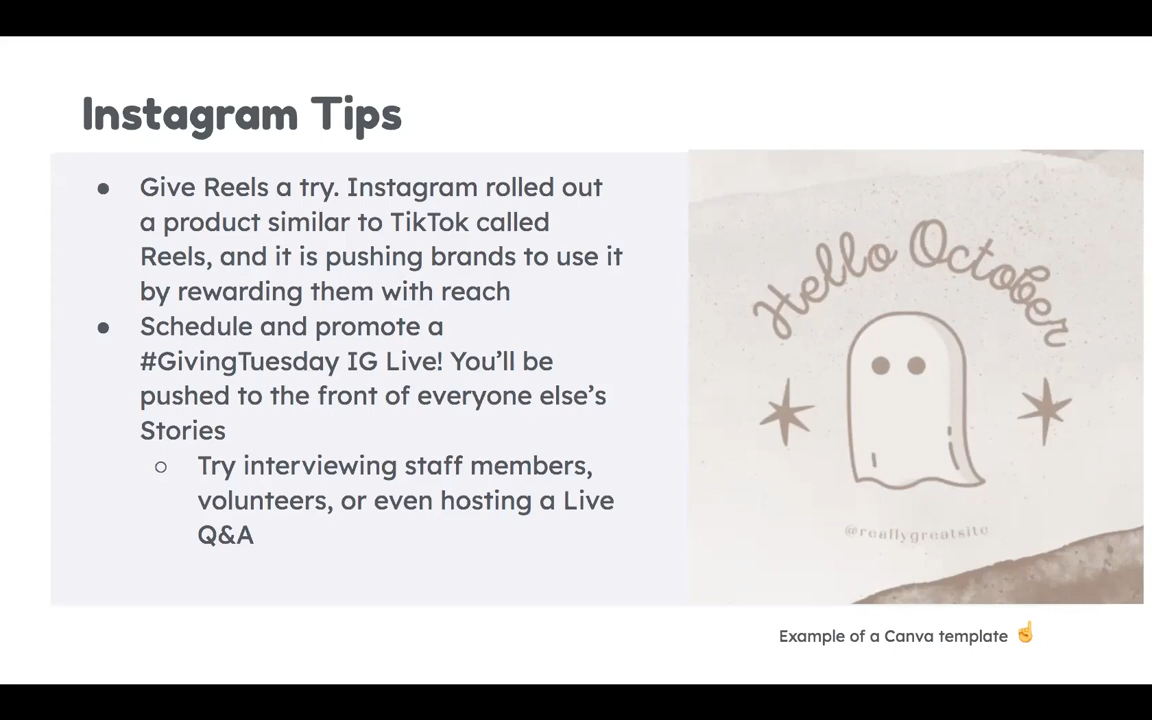 Instagram Tips
● Give Reels a try. Instagram rolled out
a product similar to TikTok called
Reels, and it is pushing brands to use it
by rewarding them with reach
● Schedule and promote a
#GivingTuesday IG Live! You’ll be
pushed to the front of everyone else’s
Stories
○ Try interviewing staff members,
volunteers, or even hosting a Live
Q&A
Hello October
@reallygreatsite
Example of a Canva template ☝️